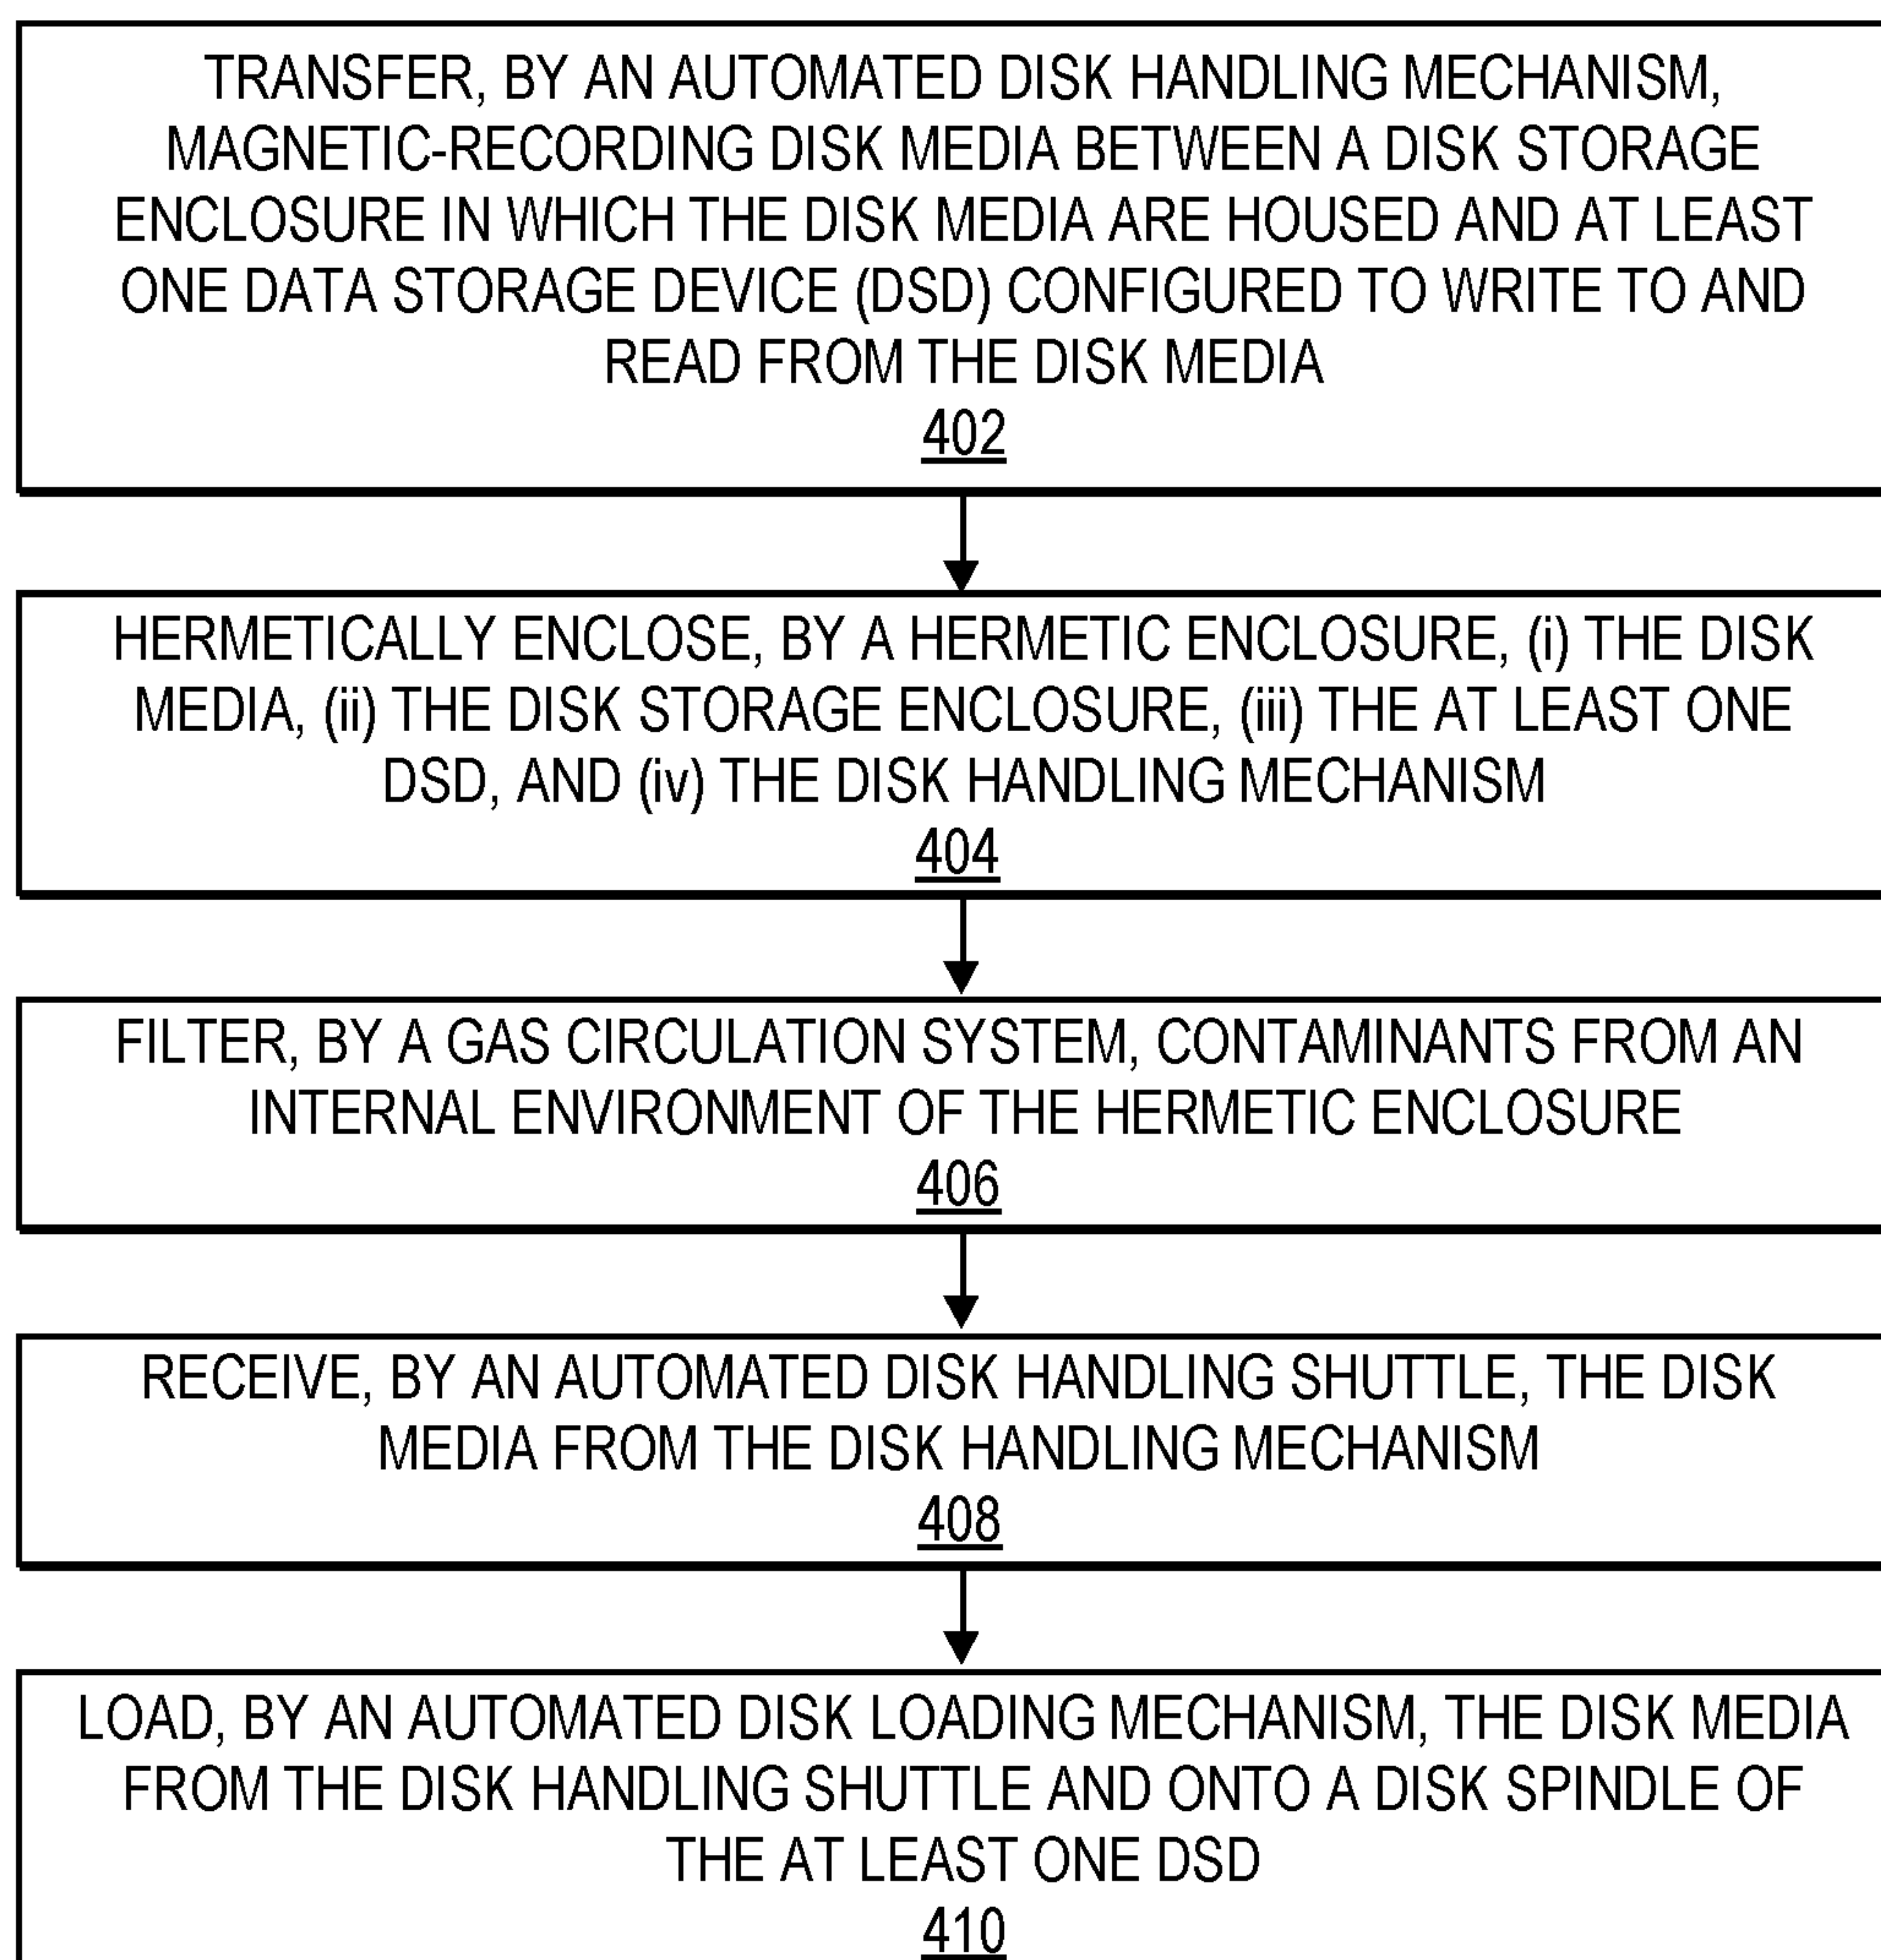 TRANSFER, BY AN AUTOMATED DISK HANDLING MECHANISM,
MAGNETIC-RECORDING DISK MEDIA BETWEEN A DISK STORAGE
ENCLOSURE IN WHICH THE DISK MEDIA ARE HOUSED AND AT LEAST
ONE DATA STORAGE DEVICE (DSD) CONFIGURED TO WRITE TO AND
READ FROM THE DISK MEDIA
402
HERMETICALLY ENCLOSE, BY A HERMETIC ENCLOSURE, (i) THE DISK
MEDIA, (ii) THE DISK STORAGE ENCLOSURE, (iii) THE AT LEAST ONE
DSD, AND (iv) THE DISK HANDLING MECHANISM
404
FILTER, BY A GAS CIRCULATION SYSTEM, CONTAMINANTS FROM AN
INTERNAL ENVIRONMENT OF THE HERMETIC ENCLOSURE
406
RECEIVE, BY AN AUTOMATED DISK HANDLING SHUTTLE, THE DISK
MEDIA FROM THE DISK HANDLING MECHANISM
408
LOAD, BY AN AUTOMATED DISK LOADING MECHANISM, THE DISK MEDIA
FROM THE DISK HANDLING SHUTTLE AND ONTO A DISK SPINDLE OF
THE AT LEAST ONE DSD
410